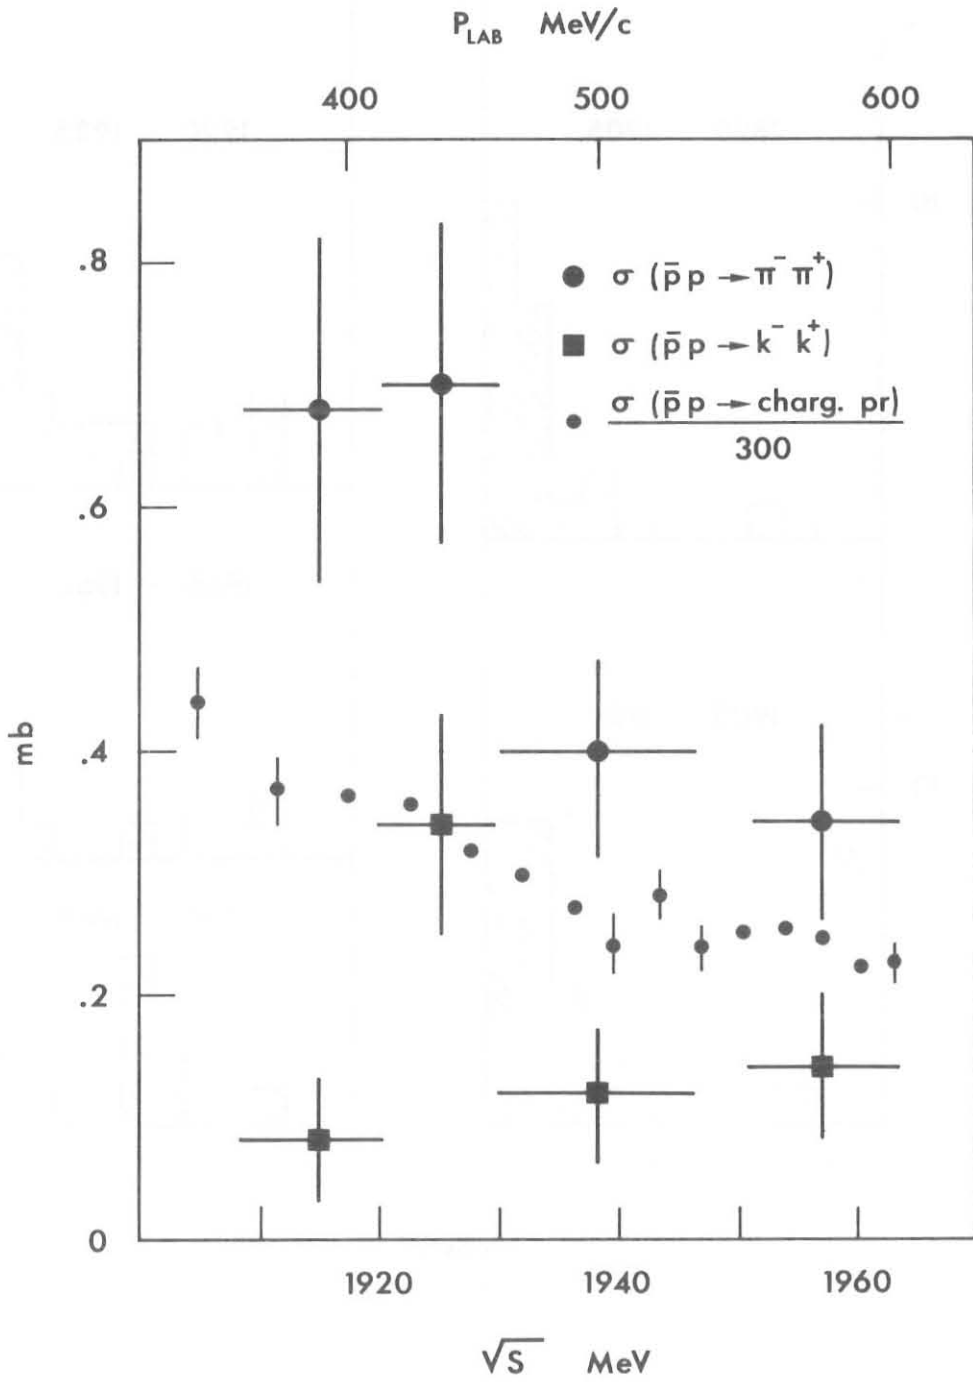 P_LAB MeV/c
400 500 600
.8
σ (p̄ p → π⁻ π⁺)
σ (p̄ p → k⁻ k⁺)
σ (p̄ p → charg. pr)
300
.6
.4
mb
.2
0
1920 1940 1960
√S MeV